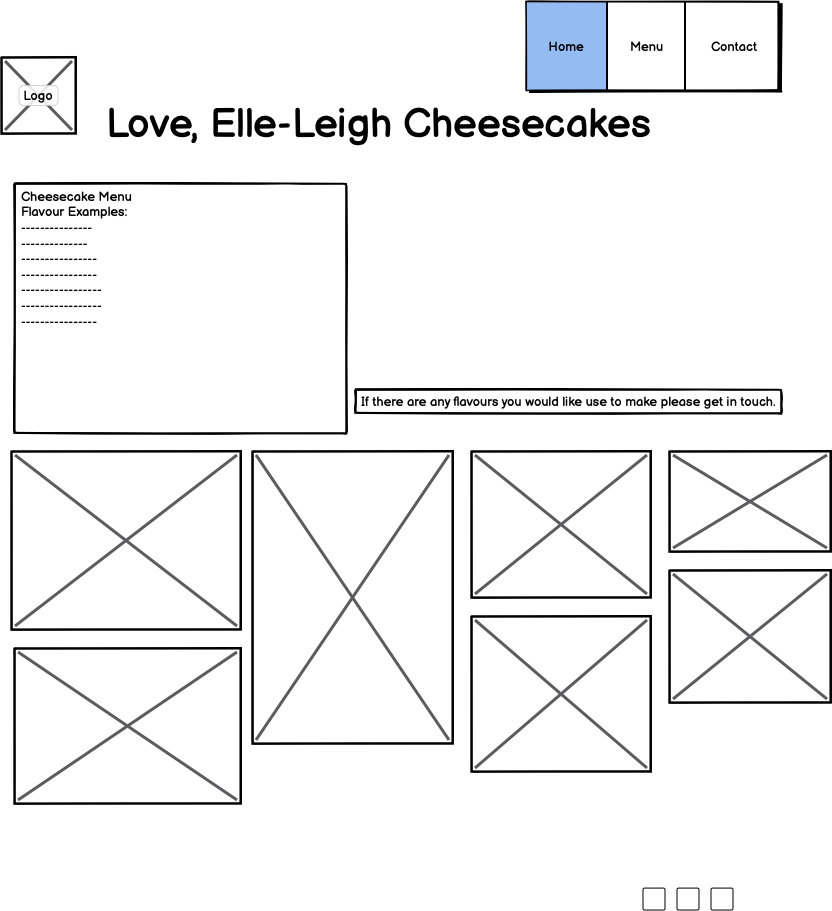 Home Menu Contact
Logo
Love, Elle-Leigh Cheesecakes
Cheesecake Menu
Flavour Examples:
---------------
--------------
----------------
----------------
-----------------
-----------------
----------------
If there are any flavours you would like use to make please get in touch.